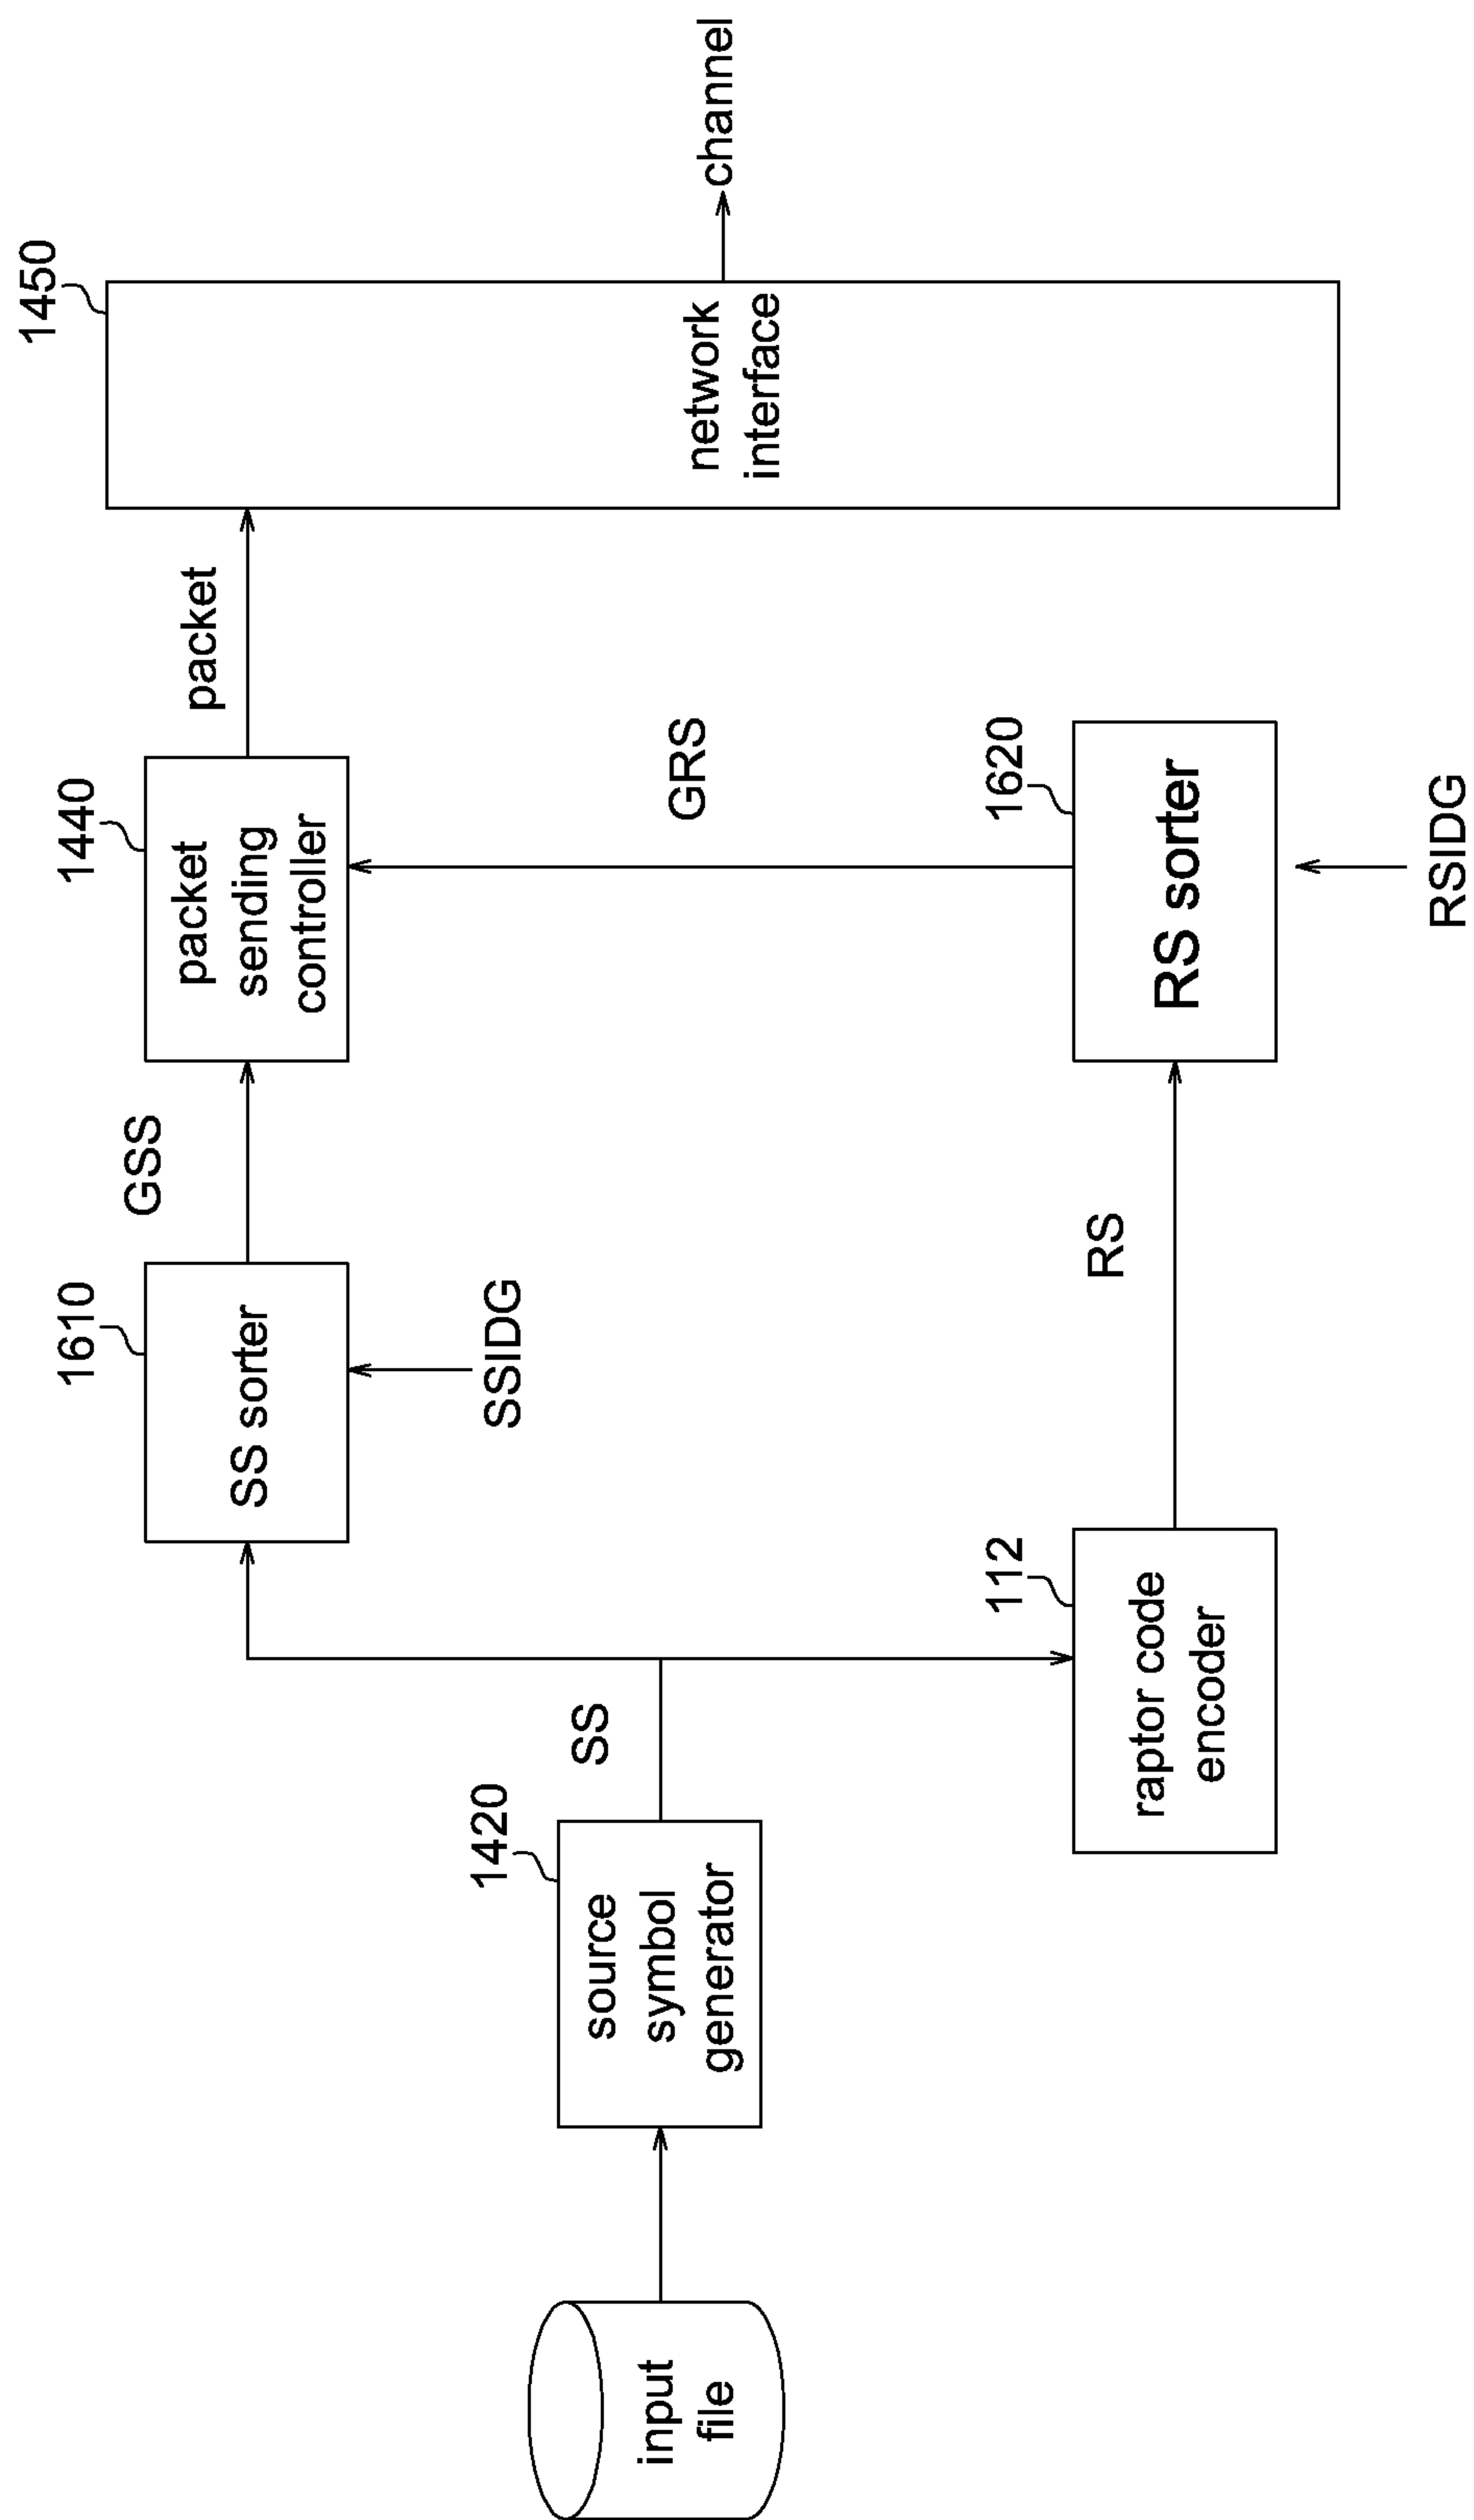 input
file
1420
source
symbol
generator
SS
1610
SS sorter
SSIDG
GSS
1440
packet
sending
controller
packet
1450
network
interface
channel
112
raptor code
encoder
RS
1620
RS sorter
RSIDG
GRS